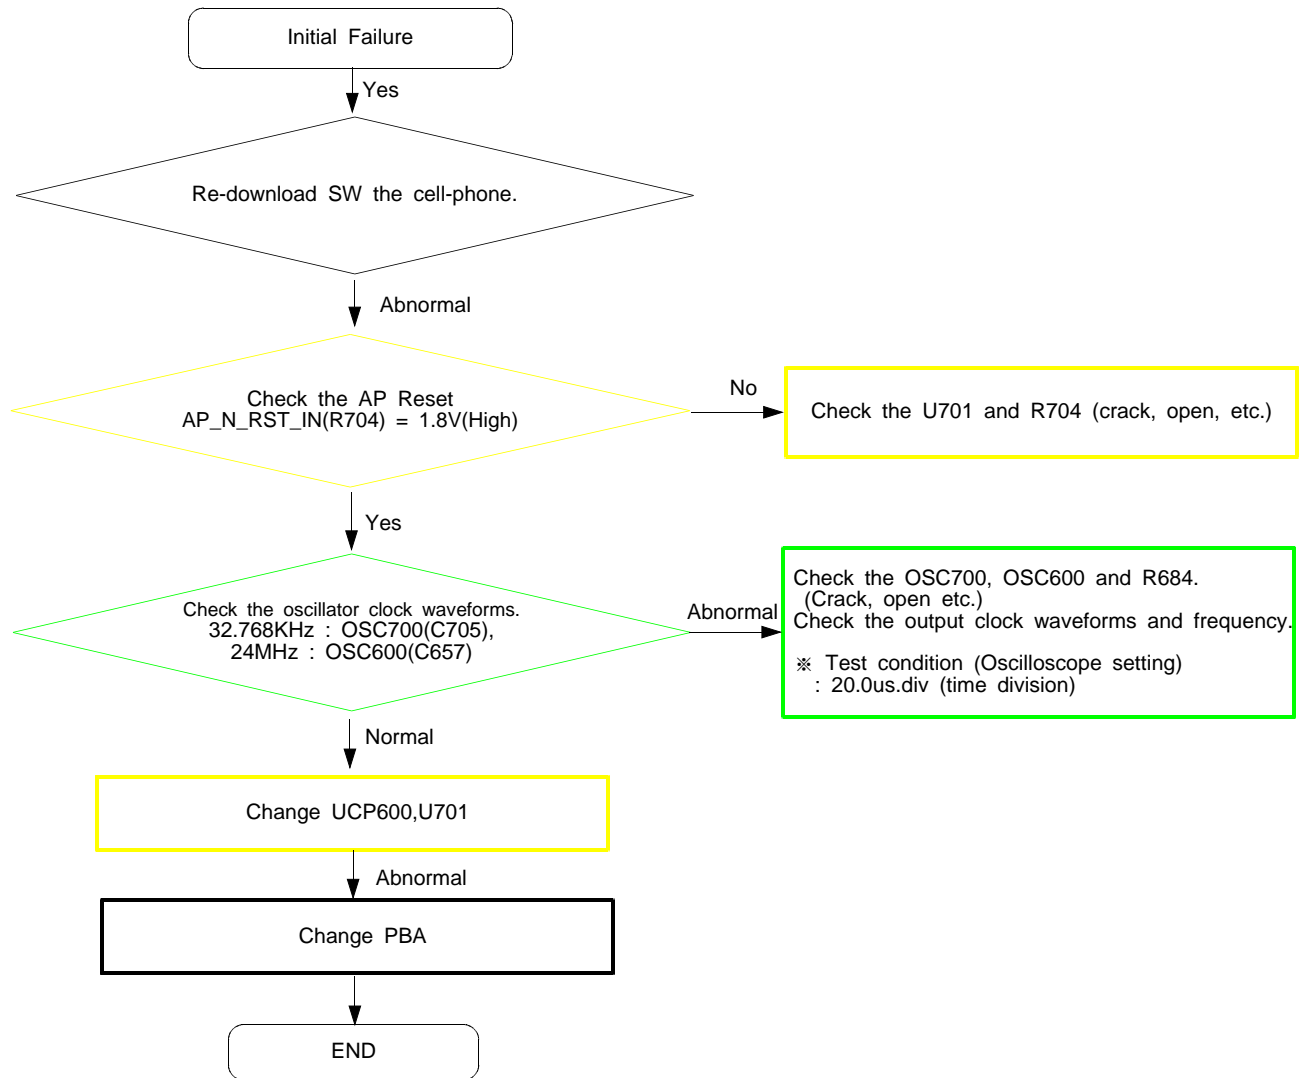 Initial Failure
Yes
Re-download SW the cell-phone.
Abnormal
Check the AP Reset
AP_N_RST_IN(R704) = 1.8V(High)
No
Check the U701 and R704 (crack, open, etc.)
Yes
Check the oscillator clock waveforms.
32.768KHz : OSC700(C705),
24MHz : OSC600(C657)
Abnormal
Check the OSC700, OSC600 and R684.
(Crack, open etc.)
Check the output clock waveforms and frequency.
※ Test condition (Oscilloscope setting)
: 20.0us.div (time division)
Normal
Change UCP600,U701
Abnormal
Change PBA
END